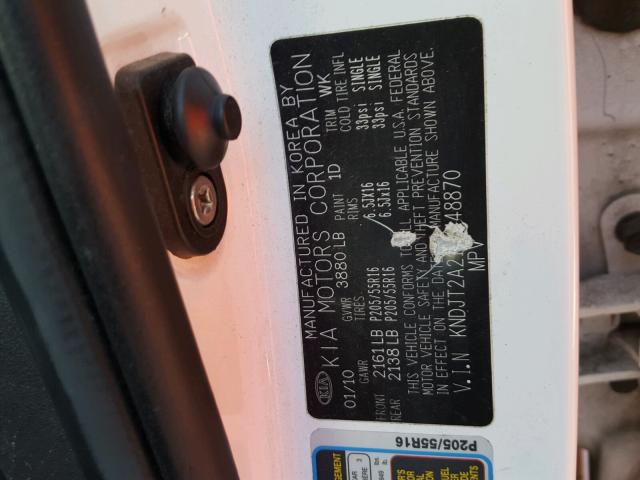 KIA
MANUFACTURED IN KOREA BY
KIA MOTORS CORPORATION
01/10 GVWR 3880 LB PAINT 1D TRIM WK
GAWR TIRES RIMS COLD TIRE INFL
FRONT 2161LB P205/55R16 6.5JX16 33psi SINGLE
REAR 2138LB P205/55R16 6.5JX16 33psi SINGLE
THIS VEHICLE CONFORMS TO ALL APPLICABLE U.S.A. FEDERAL
MOTOR VEHICLE SAFETY AND THEFT PREVENTION STANDARDS
IN EFFECT ON THE DATE MANUFACTURE SHOWN ABOVE.
V.I.N KNDJT2A2 48870
MPV
P205/55R16